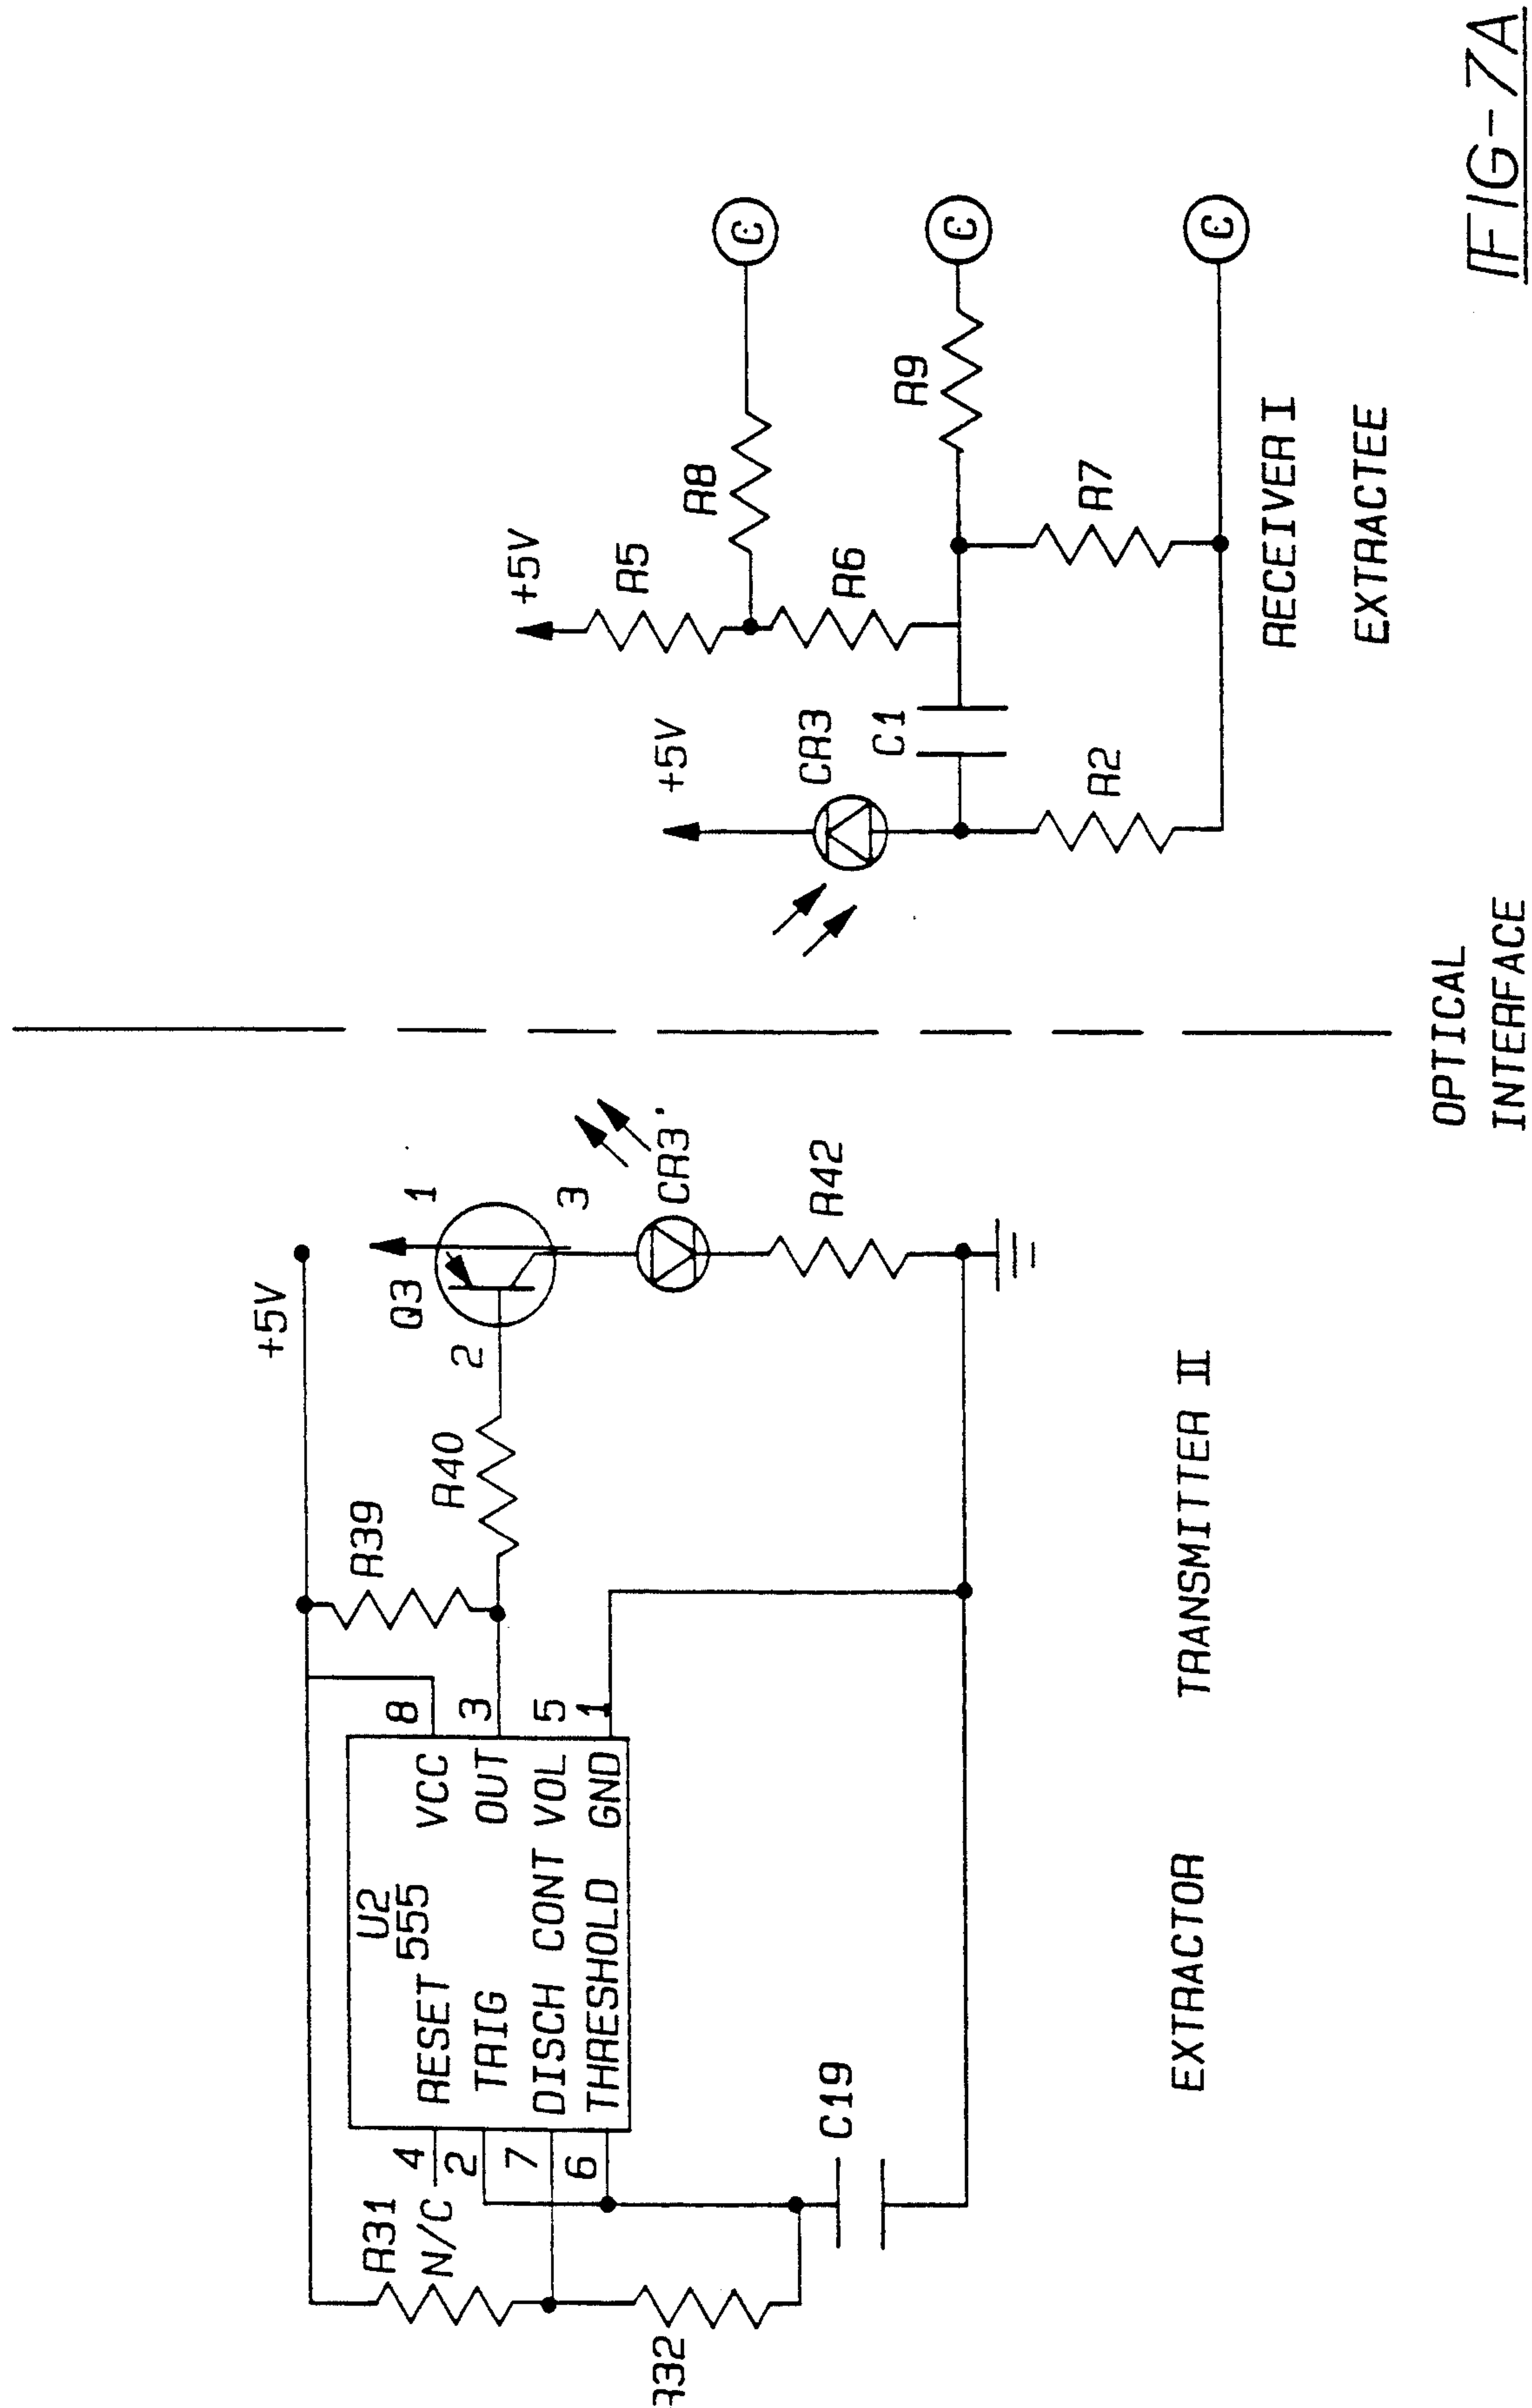 +5V
R39
R31
N/C
4
2
7
6
U2
555
RESET
VCC
TRIG
OUT
DISCH
CONT VOL
THRESHOLD
GND
8
3
5
1
R40
Q3
1
2
3
CR3'
R42
C19
EXTRACTOR
TRANSMITTER II
OPTICAL
INTERFACE
+5V
+5V
R5
R8
C
R6
CR3
C1
R9
C
R2
R7
C
RECEIVER I
EXTRACTEE
FIG-7A